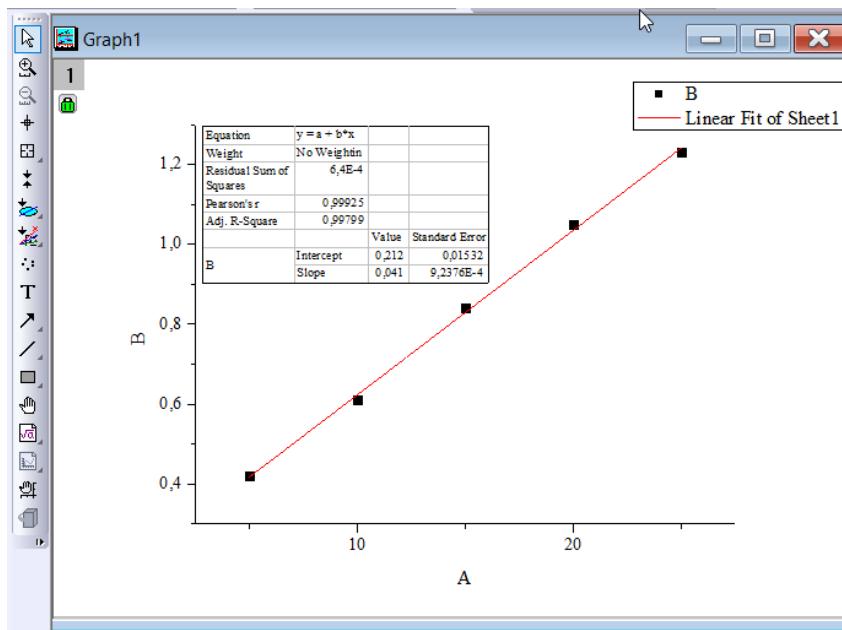 Graph1
1
B
Linear Fit of Sheet1
Equation y = a + b*x
Weight No Weightin
Residual Sum of Squares 6,4E-4
Pearson's r 0,99925
Adj. R-Square 0,99799
Value Standard Error
B Intercept 0,212 0,01532
Slope 0,041 9,2376E-4
1,2
1,0
0,8
0,6
0,4
B
10 20
A
T